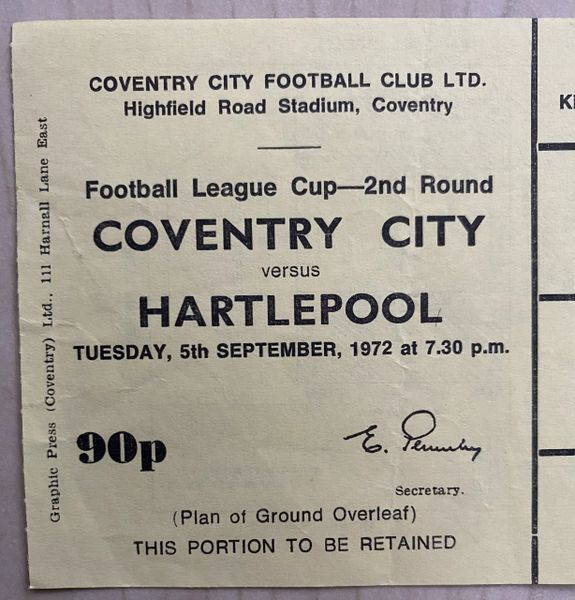 COVENTRY CITY FOOTBALL CLUB LTD.
Highfield Road Stadium, Coventry
Football League Cup—2nd Round
COVENTRY CITY
versus
HARTLEPOOL
TUESDAY, 5th SEPTEMBER, 1972 at 7.30 p.m.
90p
Secretary.
(Plan of Ground Overleaf)
THIS PORTION TO BE RETAINED
Graphic Press (Coventry) Ltd., 111 Harnall Lane East